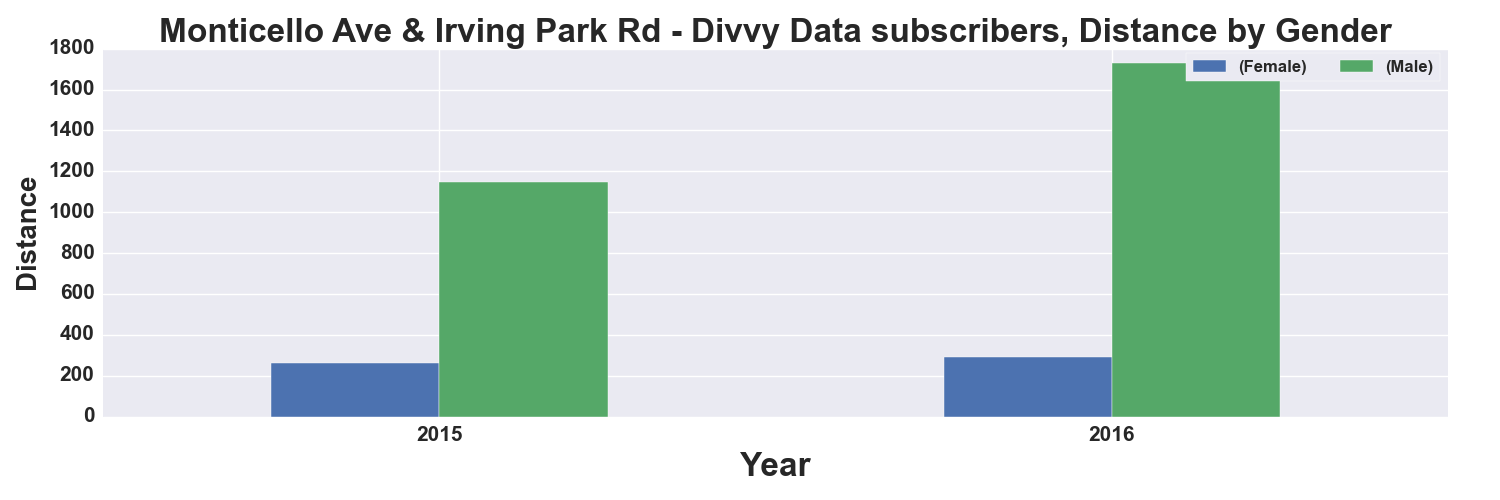 Monticello Ave & Irving Park Rd - Divvy Data subscribers, Distance by Gender
(Female) (Male)
Distance
1800
1600
1400
1200
1000
800
600
400
200
0
2015 2016
Year